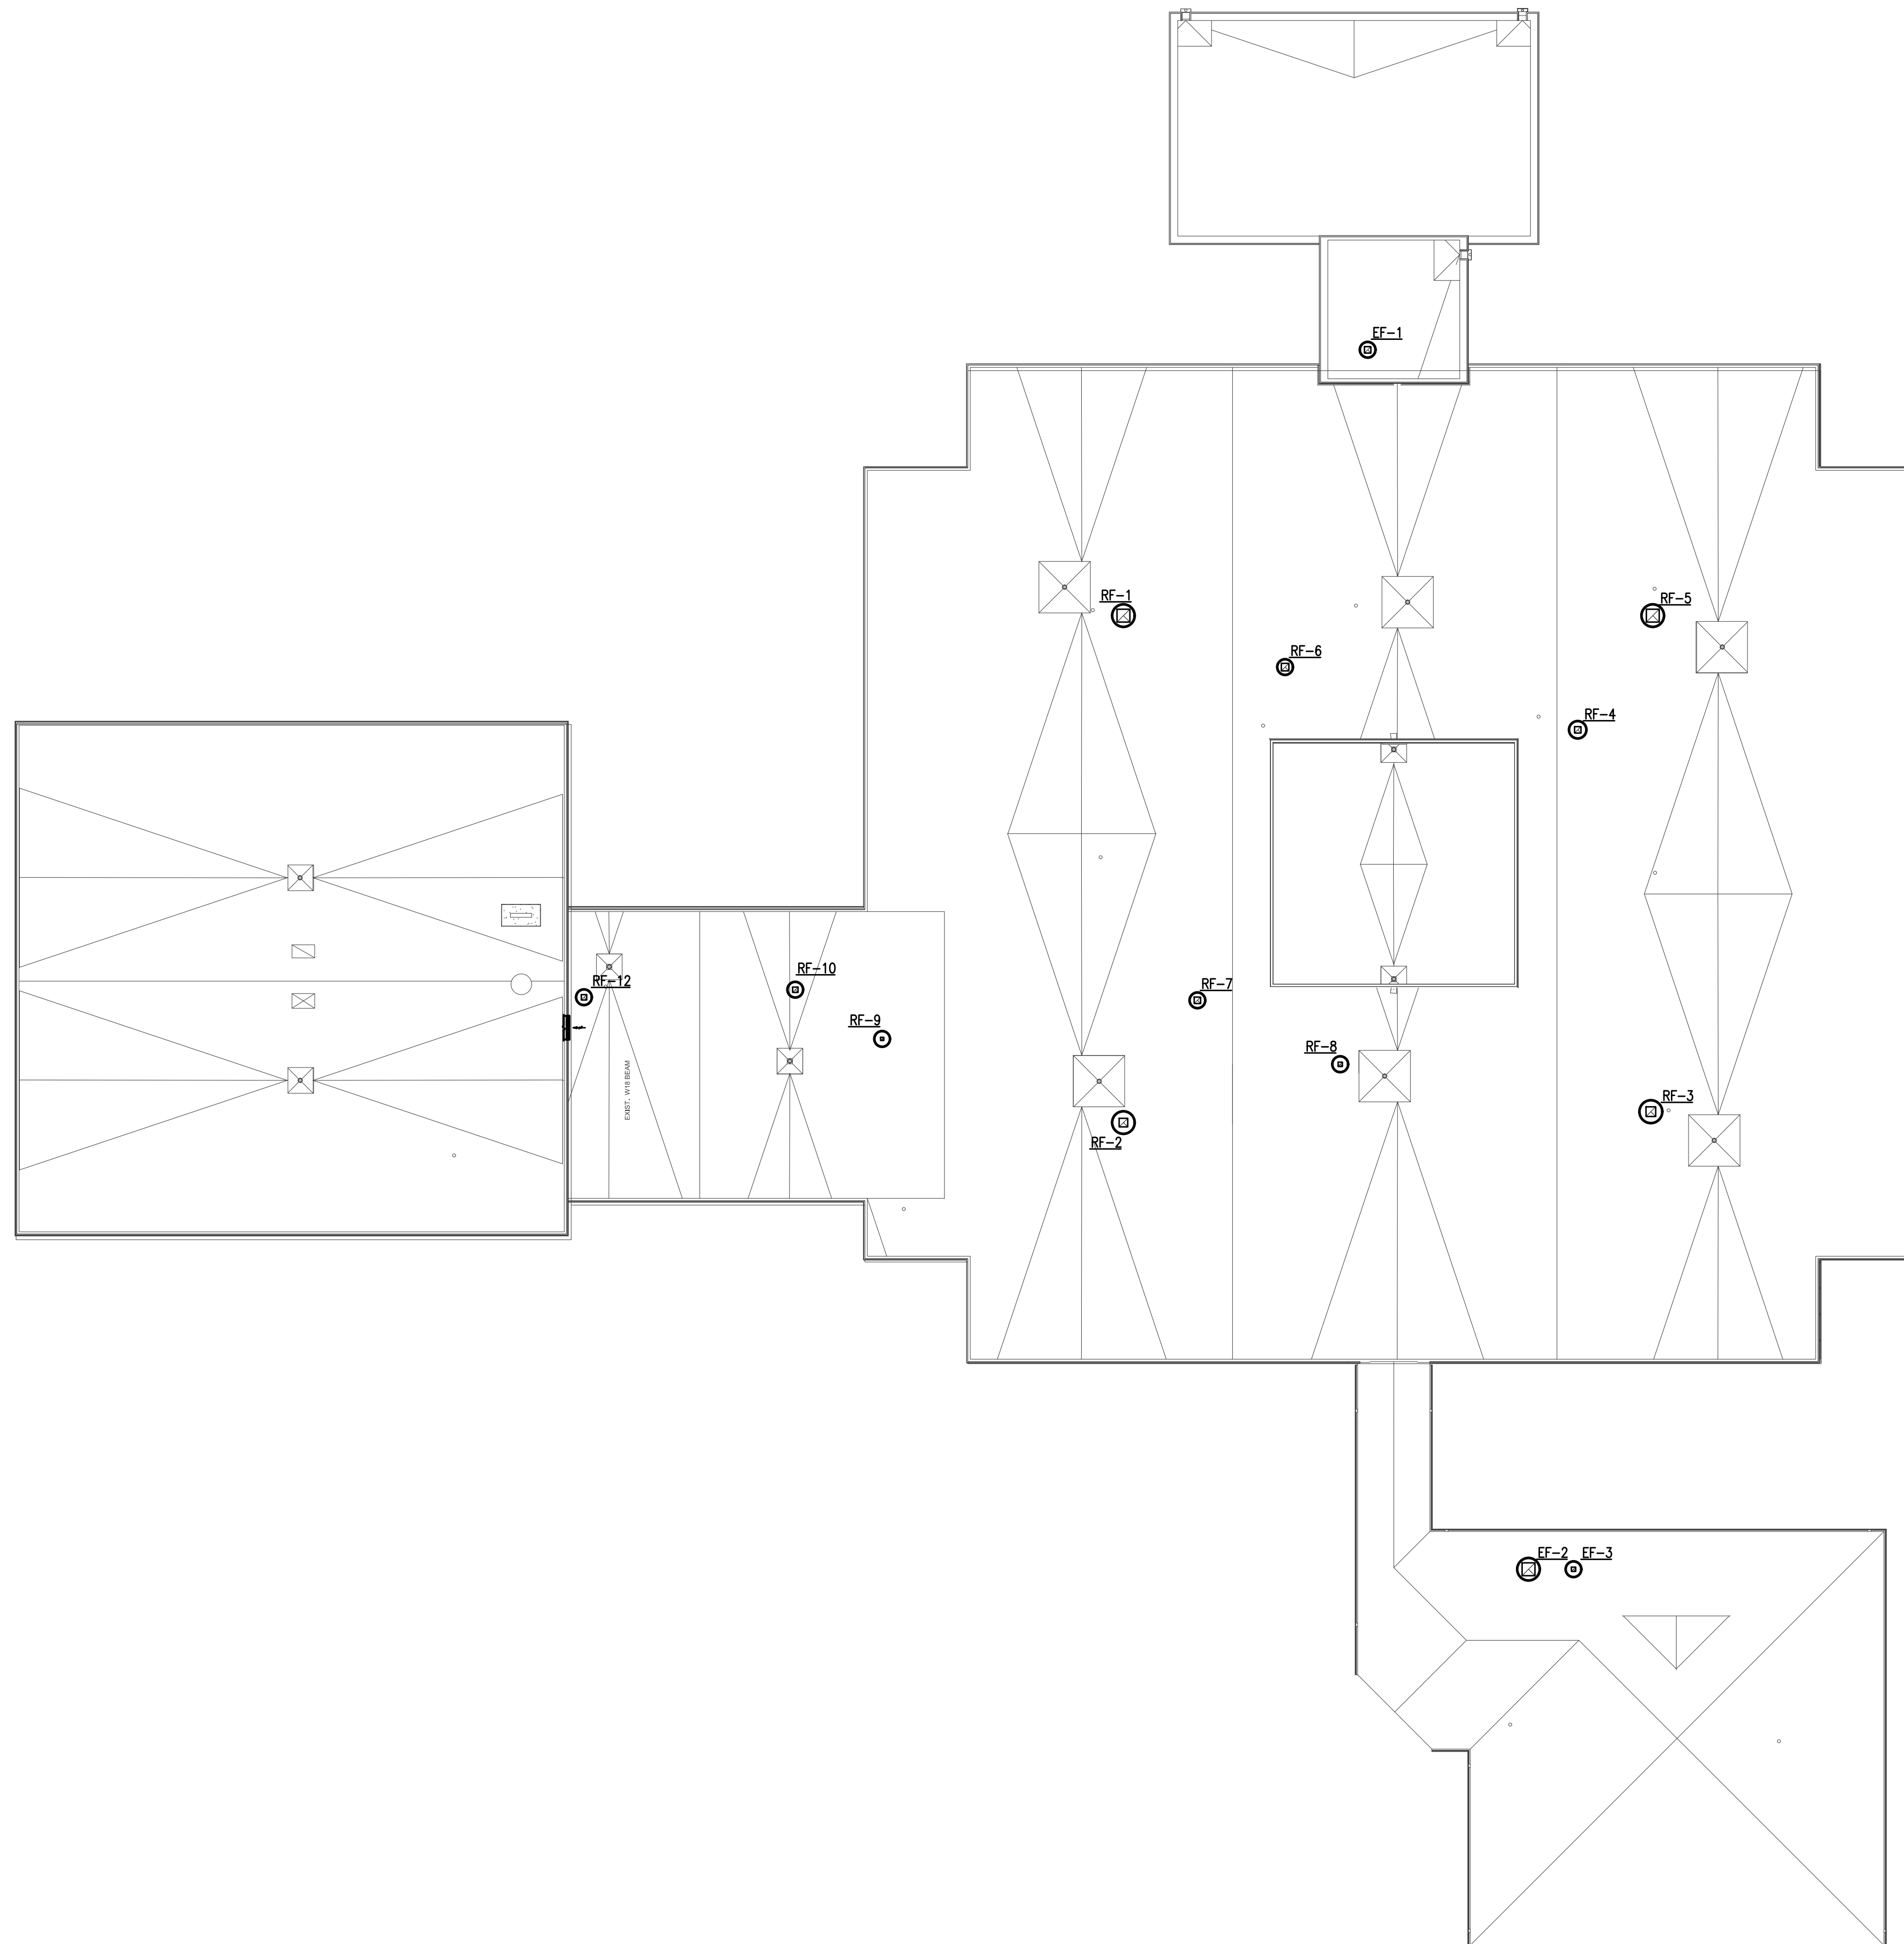 EF-1
RF-1
RF-5
RF-6
RF-4
RF-10
RF-12
RF-7
RF-9
RF-8
RF-3
EXIST. W18 BEAM
RF-2
EF-2
EF-3